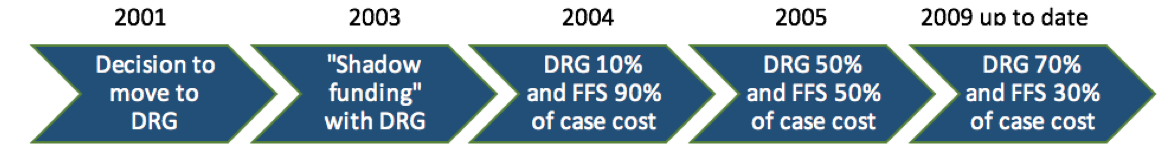 2001
2003
2004
2005
2009 up to date
Decision to
move to
DRG
"Shadow
funding"
with DRG
DRG 10%
and FFS 90%
of case cost
DRG 50%
and FFS 50%
of case cost
DRG 70%
and FFS 30%
of case cost